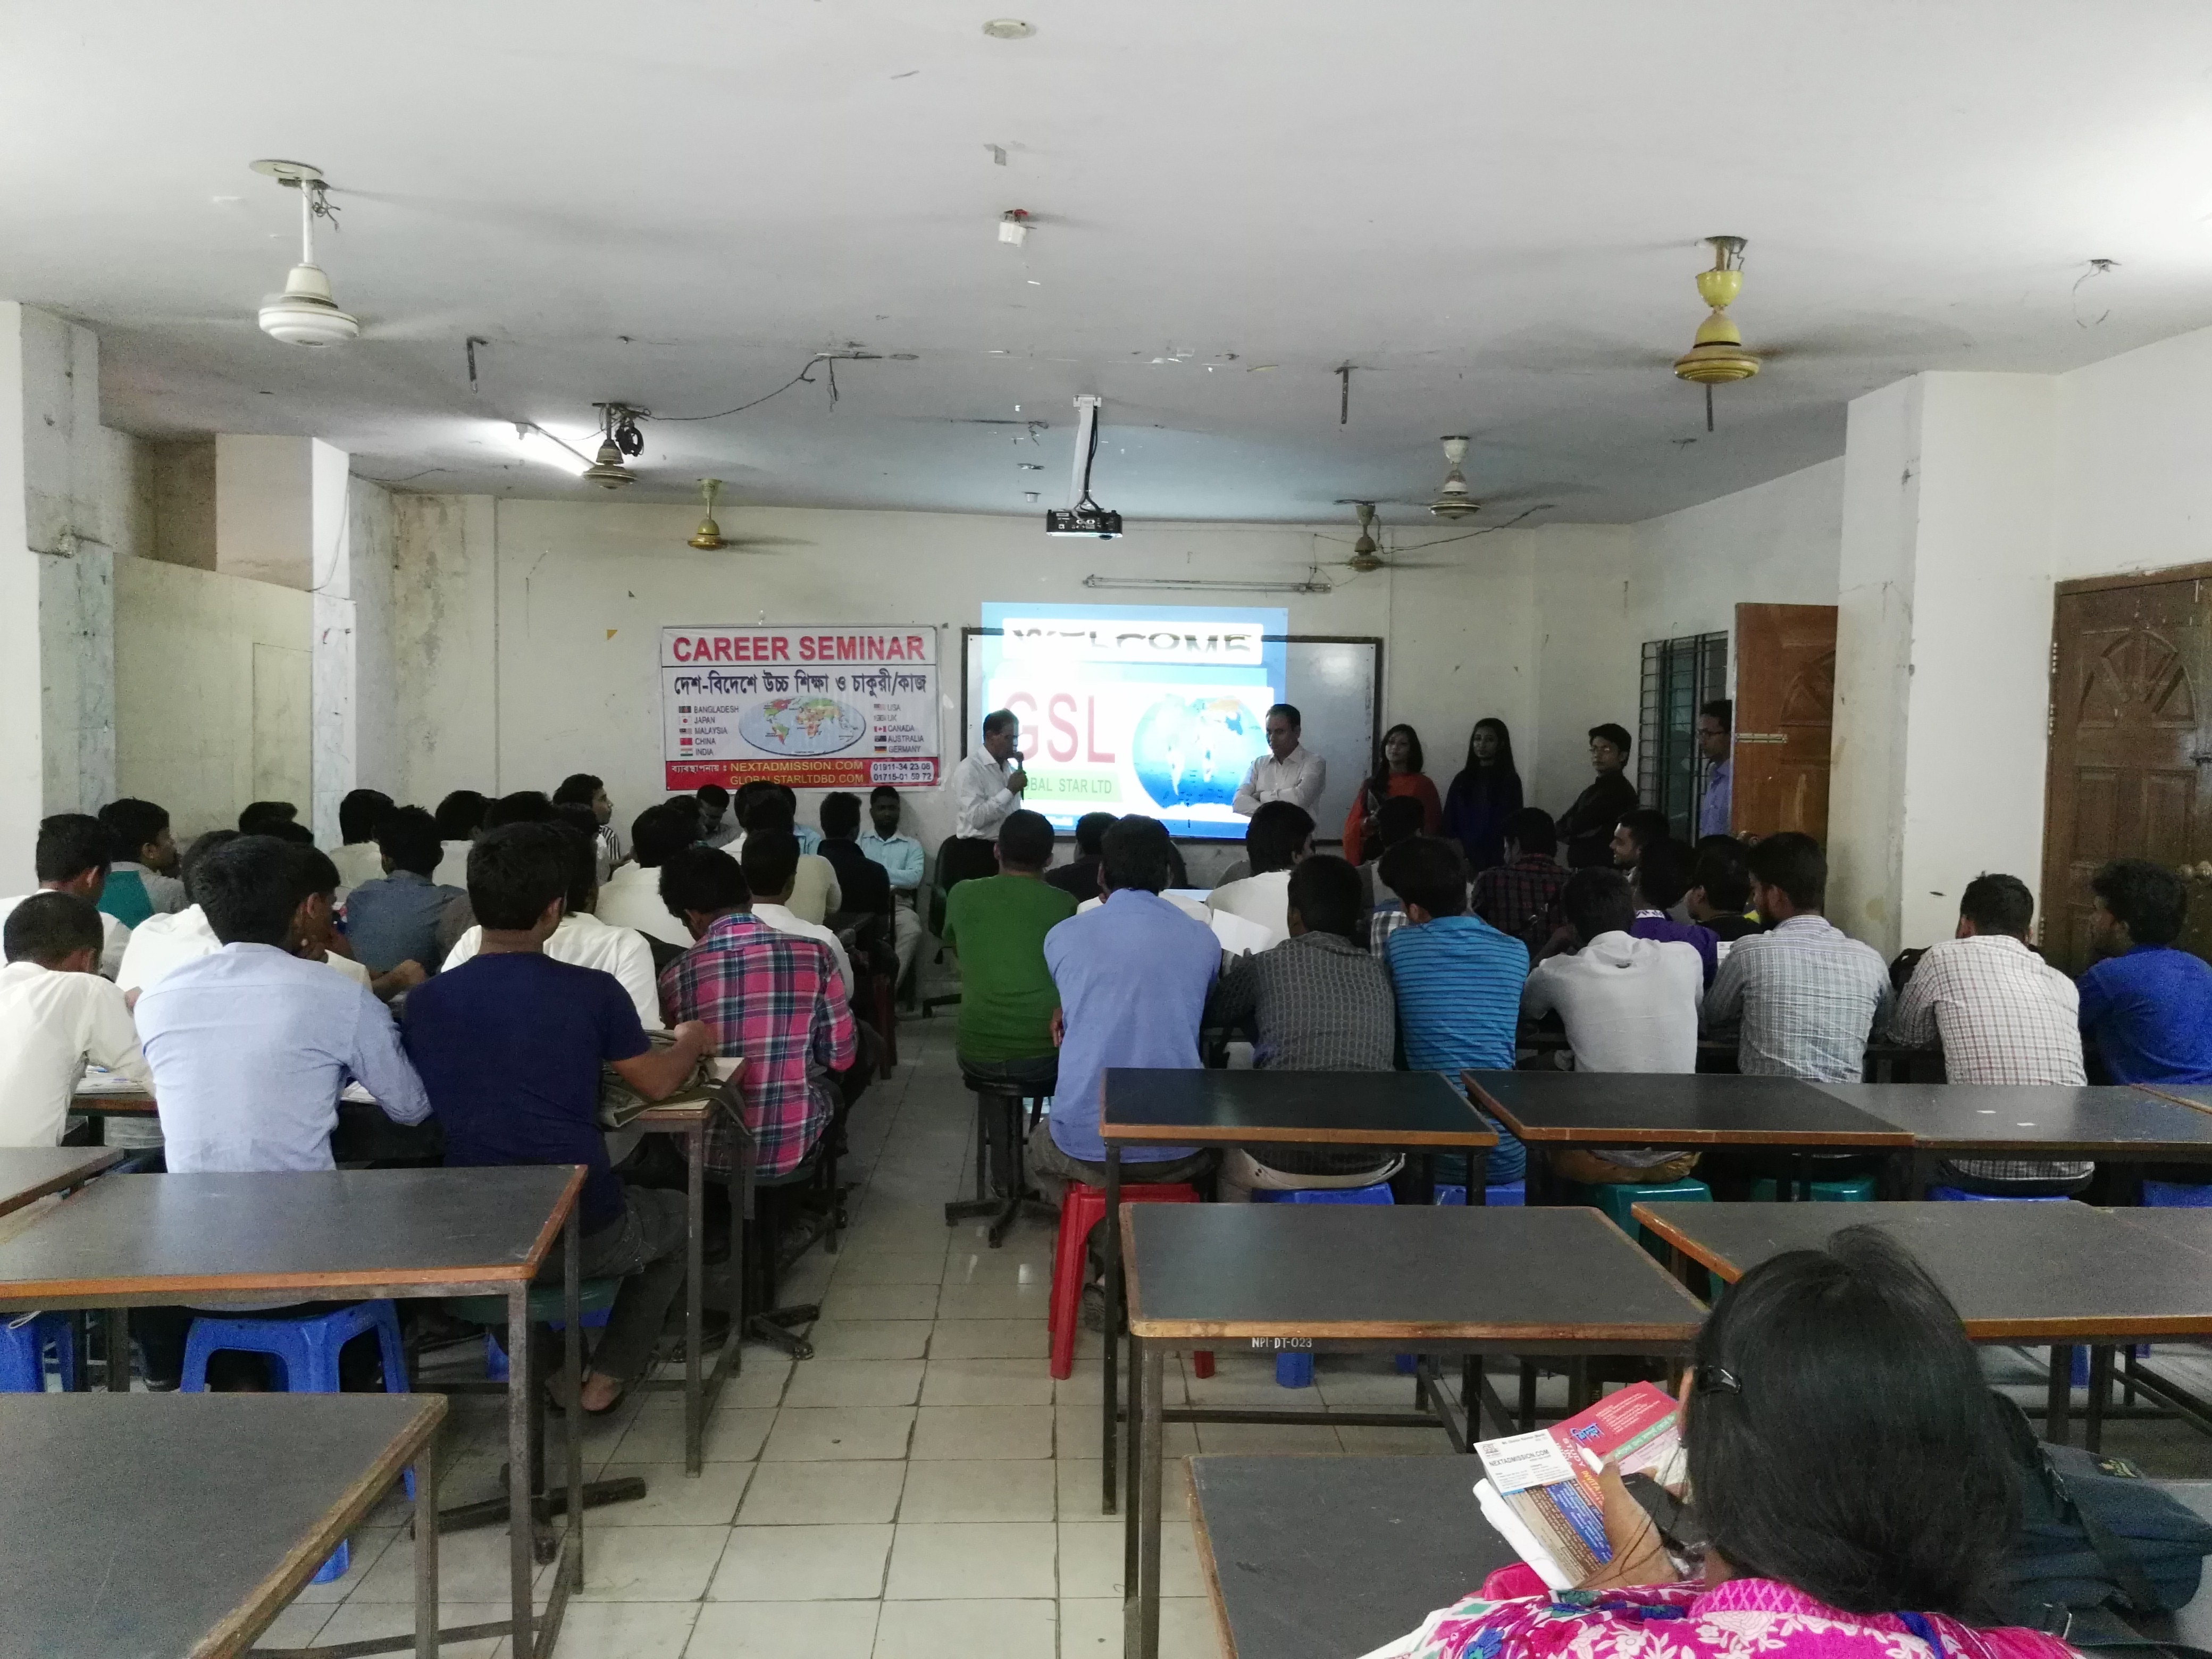 CAREER SEMINAR
দেশ-বিদেশে উচ্চ শিক্ষা ও চাকুরী/কাজ
BANGLADESH
JAPAN
MALAYSIA
CHINA
INDIA
USA
UK
CANADA
AUSTRALIA
GERMANY
ব্যবস্থাপনায় : NEXTADMISSION.COM
GLOBALSTARLTDBD.COM
01911-34 23 08
01715-01 59 72
WELCOME
GSL
GLOBAL STAR LTD
NPI-DT-023
NEXTADMISSION.COM